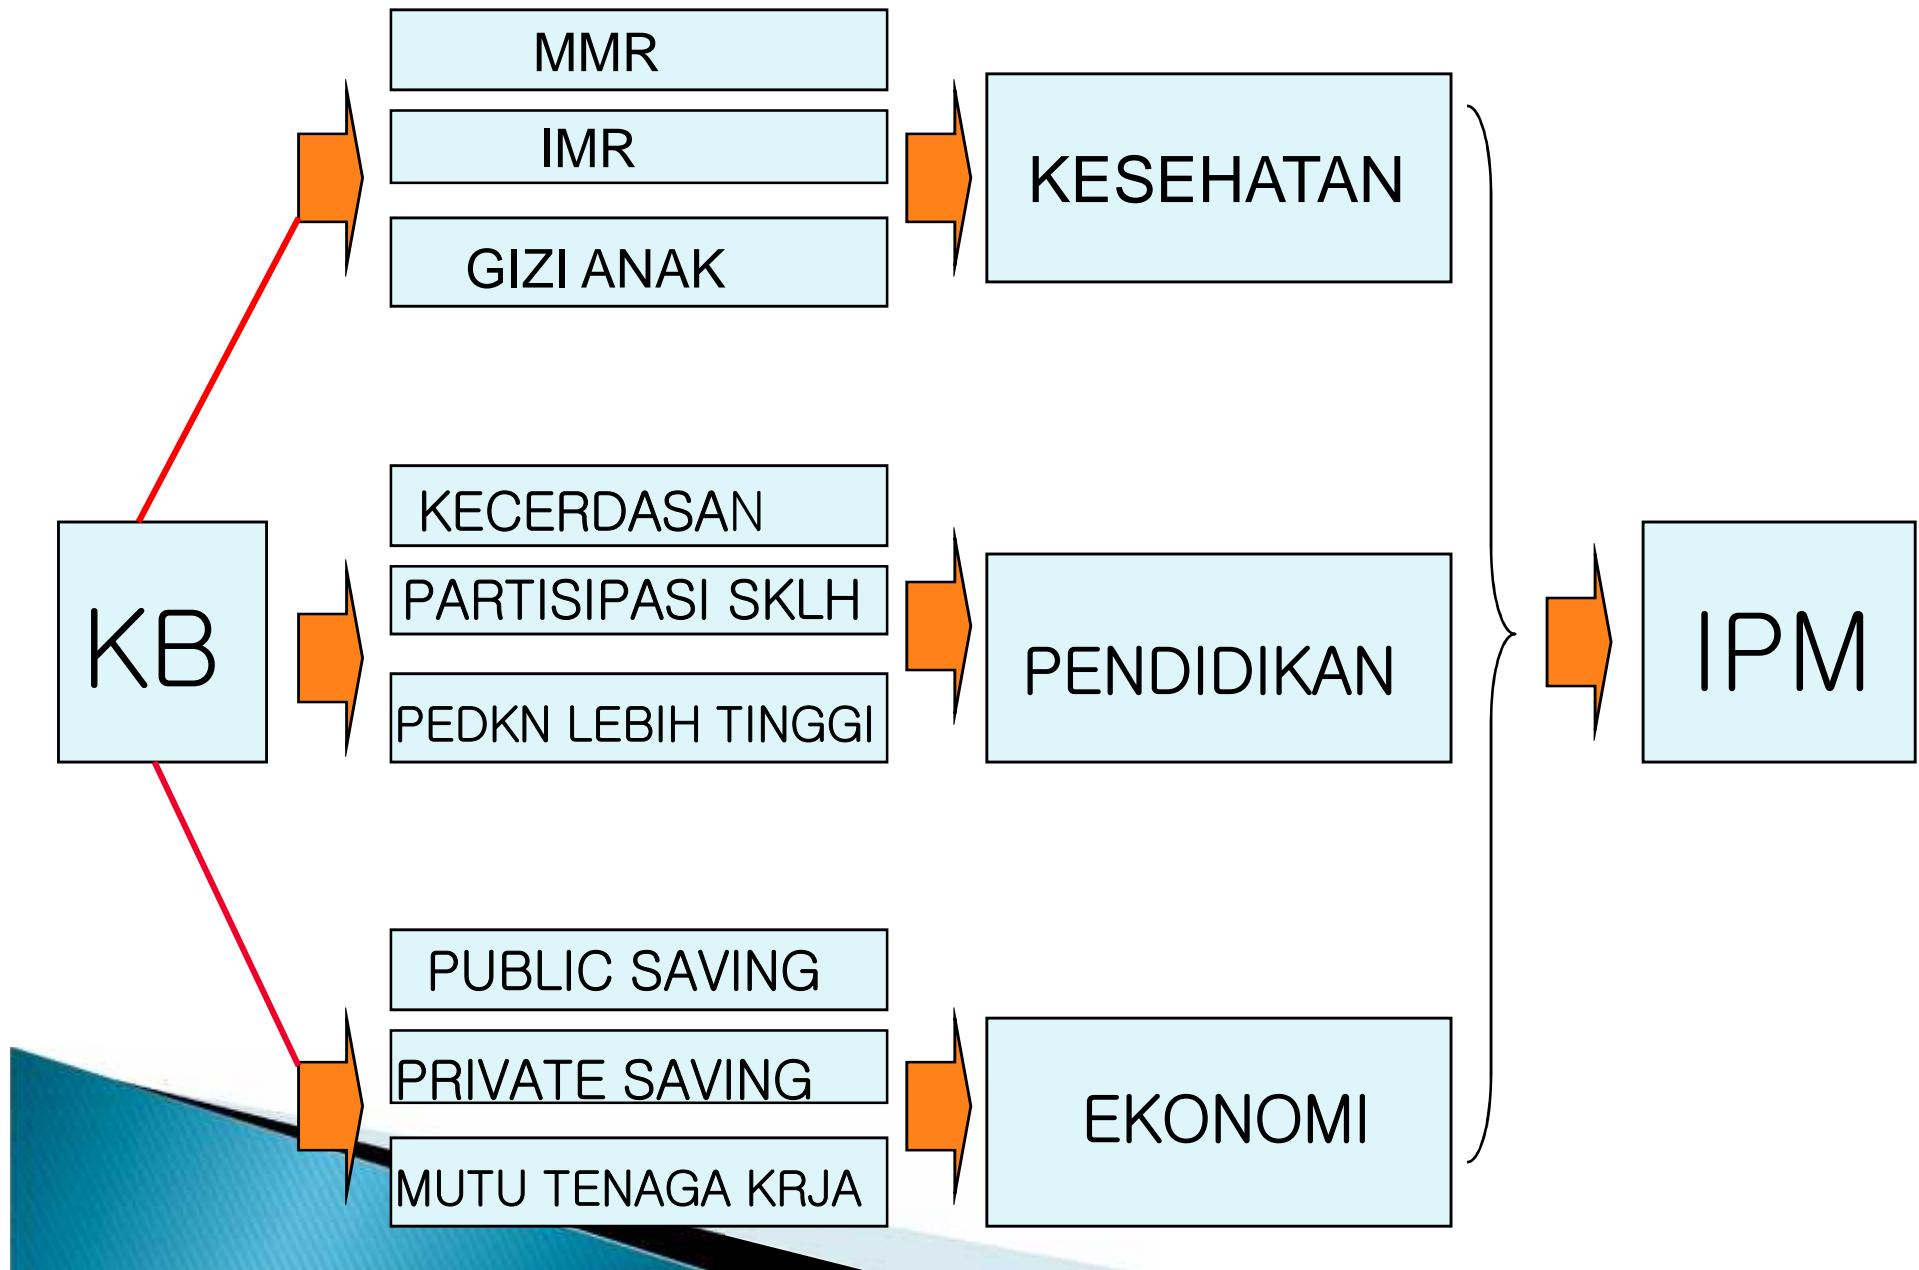 MMR
IMR
GIZI ANAK
KESEHATAN
KB
KECERDASAN
PARTISIPASI SKLH
PEDKN LEBIH TINGGI
PENDIDIKAN
IPM
PUBLIC SAVING
PRIVATE SAVING
MUTU TENAGA KRJA
EKONOMI